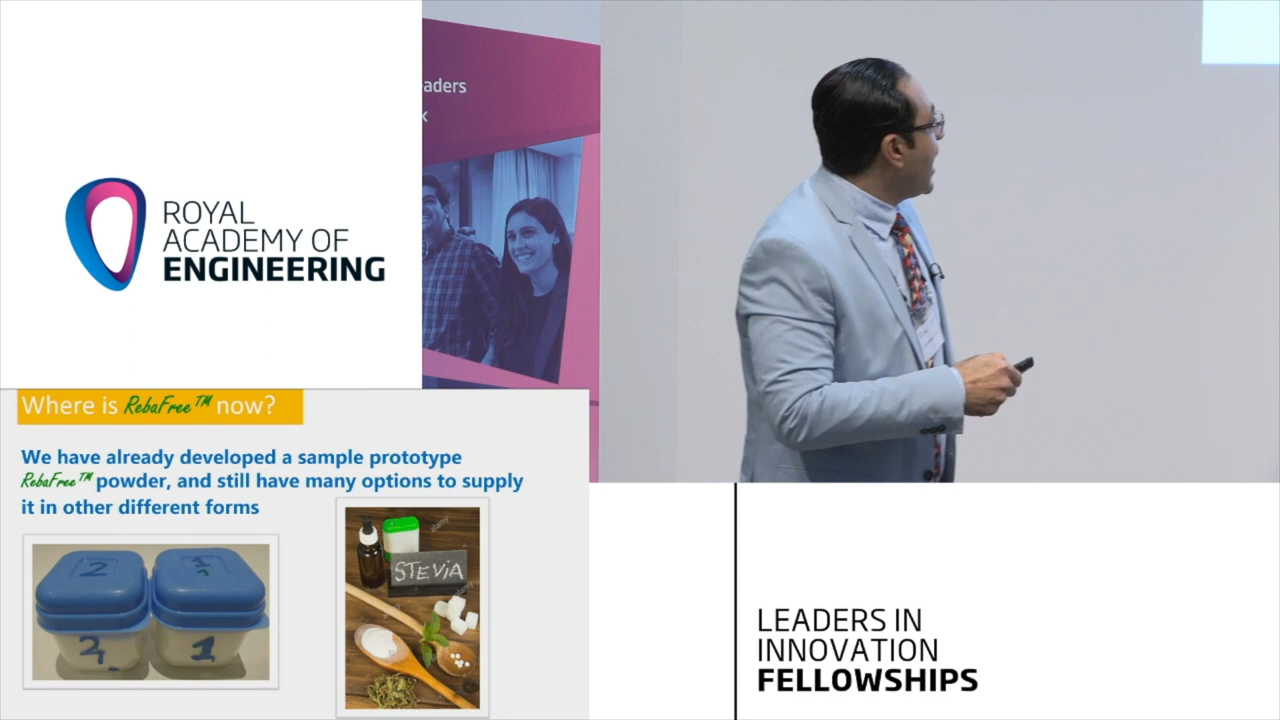 ROYAL
ACADEMY OF
ENGINEERING
aders
Where is RebaFree™ now?
We have already developed a sample prototype
RebaFree™ powder, and still have many options to supply
it in other different forms
2
1
2
1
STEViA
alamy
LEADERS IN
INNOVATION
FELLOWSHIPS